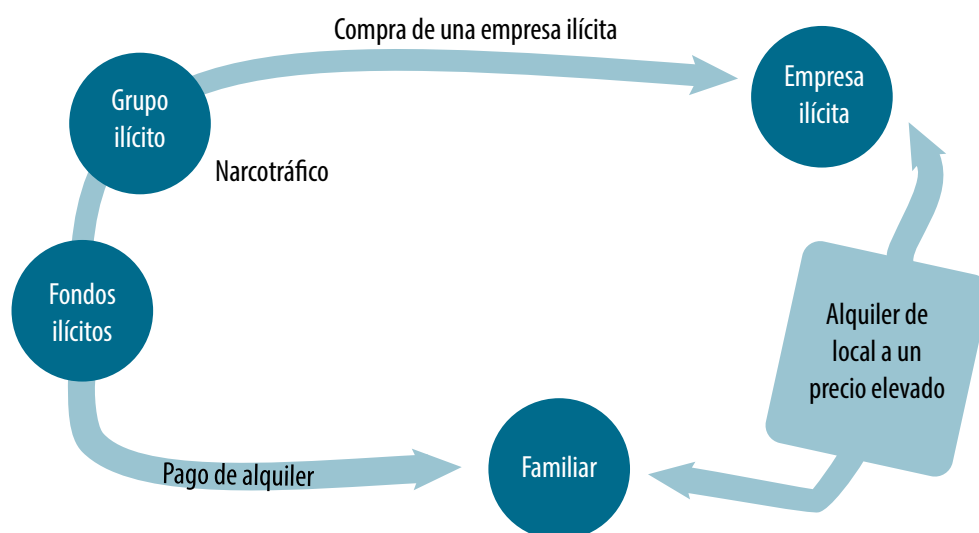 Compra de una empresa ilícita
Grupo
ilícito
Empresa
ilícita
Narcotráfico
Fondos
ilícitos
Alquiler de
local a un
precio elevado
Pago de alquiler
Familiar